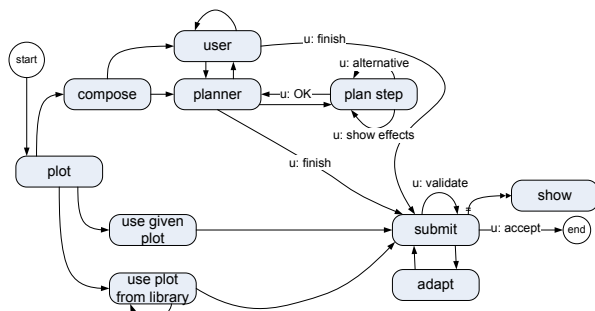 start
user
u: finish
u: alternative
compose
planner
u: OK
plan step
u: show effects
u: finish
plot
u: validate
show
use given
plot
submit
u: accept
end
use plot
from library
adapt